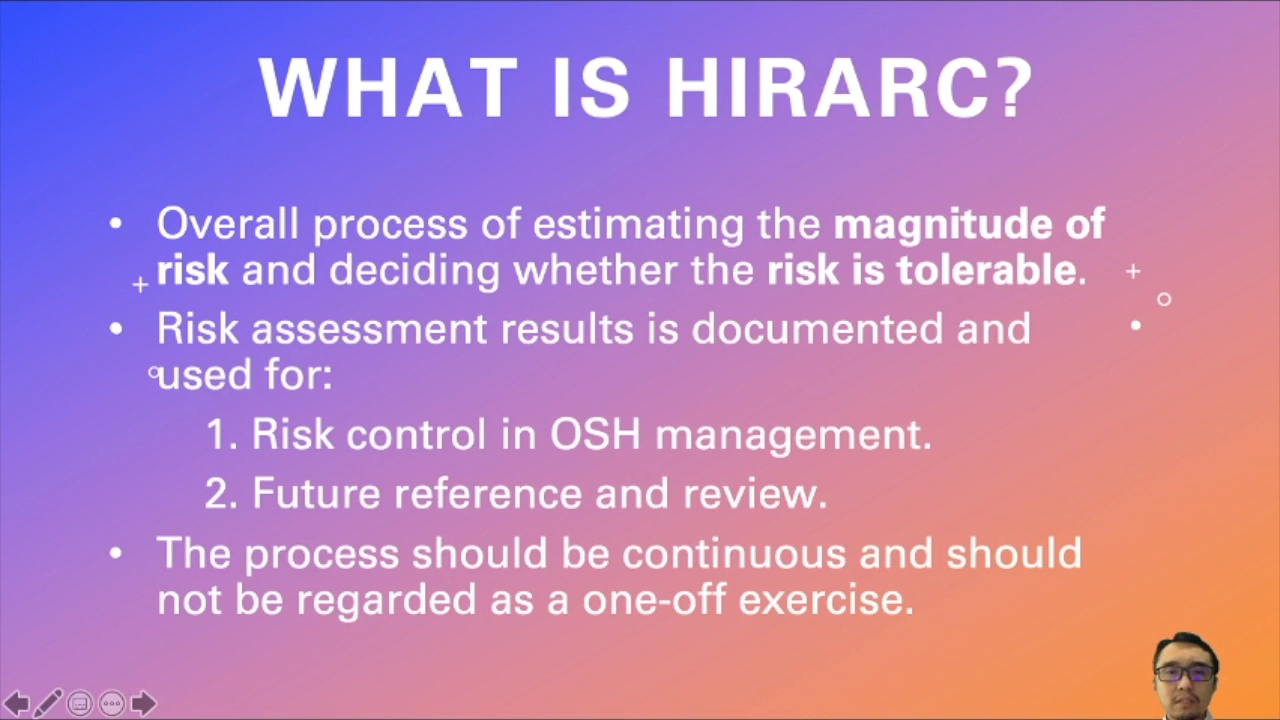 WHAT IS HIRARC?
• Overall process of estimating the magnitude of
risk and deciding whether the risk is tolerable.
• Risk assessment results is documented and
used for:
1. Risk control in OSH management.
2. Future reference and review.
• The process should be continuous and should
not be regarded as a one-off exercise.